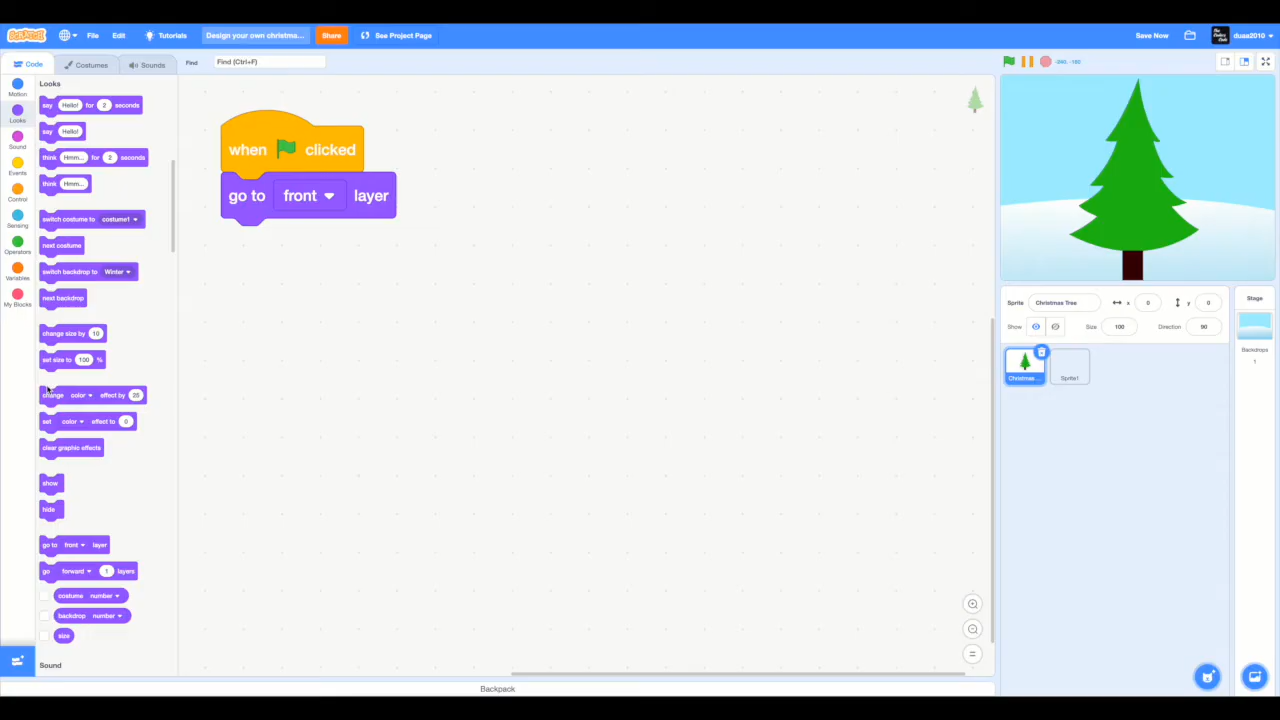 SCRATCH File Edit Tutorials Design your own christma... Share See Project Page Save Now duaa2010
Code Costumes Sounds Find Find (Ctrl+F) -240, -180
Motion
Looks
Sound
Events
Control
Sensing
Operators
Variables
My Blocks
Looks
say Hello! for 2 seconds
say Hello!
think Hmm... for 2 seconds
think Hmm...
switch costume to costume1
next costume
switch backdrop to Winter
next backdrop
change size by 10
set size to 100 %
change color effect by 25
set color effect to 0
clear graphic effects
show
hide
go to front layer
go forward 1 layers
costume number
backdrop number
size
Sound
when clicked
go to front layer
Sprite Christmas Tree x 0 y 0
Show Size 100 Direction 90
Christmas...
Sprite1
Stage
Backdrops
1
Backpack